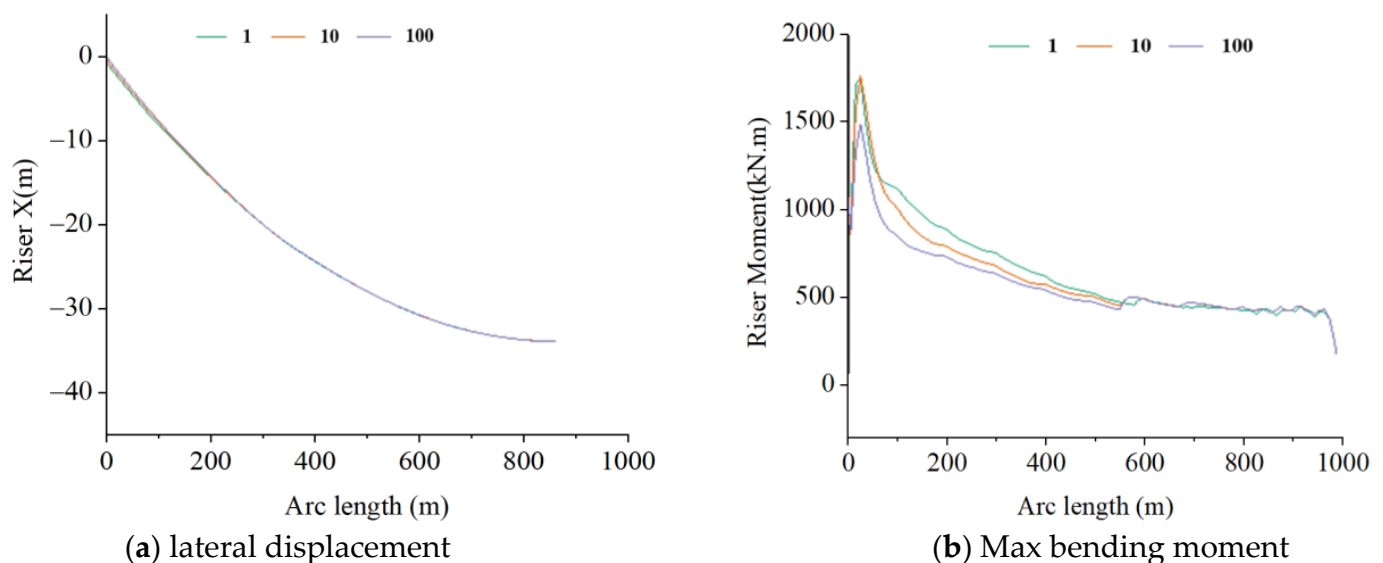 1 10 100
0
−10
−20
−30
−40
Riser X(m)
0 200 400 600 800 1000
Arc length (m)
(a) lateral displacement
1 10 100
2000
1500
1000
500
0
Riser Moment(kN.m)
0 200 400 600 800 1000
Arc length (m)
(b) Max bending moment